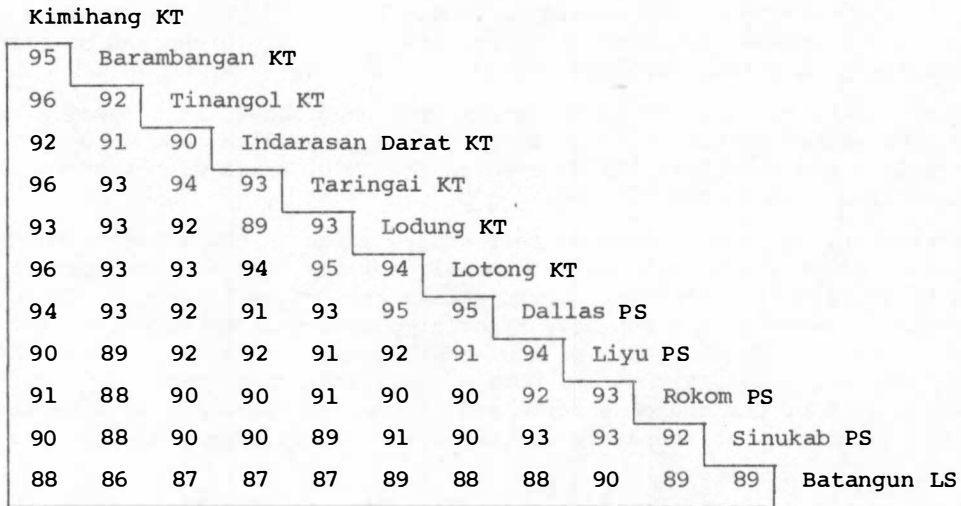 Kimihang KT
95 Barambangan KT
96 92 Tinangol KT
92 91 90 Indarasan Darat KT
96 93 94 93 Taringai KT
93 93 92 89 93 Lodung KT
96 93 93 94 95 94 Lotong KT
94 93 92 91 93 95 95 Dallas PS
90 89 92 92 91 92 91 94 Liyu PS
91 88 90 90 91 90 90 92 93 Rokom PS
90 88 90 90 89 91 90 93 93 92 Sinukab PS
88 86 87 87 87 89 88 88 90 89 89 Batangun LS